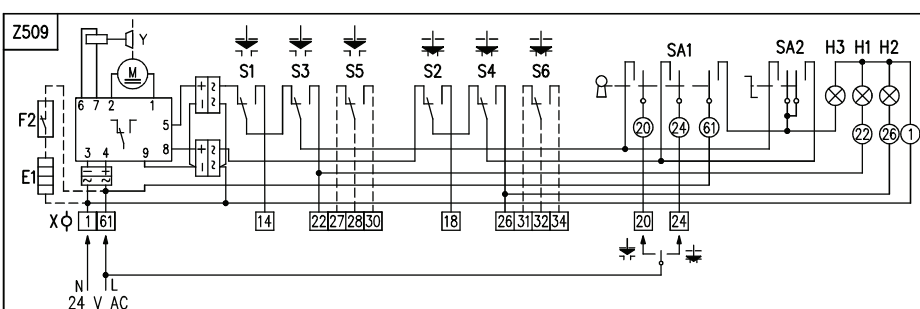 Z509
Y
M
6 7 2 1
5
8
3 4 9
+ ~
- ~
+ ~
- ~
F2
E1
S1 S3 S5 S2 S4 S6 SA1 SA2 H3 H1 H2
20 24 61 22 26 1
X 1 61 14 22 27 28 30 18 26 31 32 34 20 24
N L
24 V AC